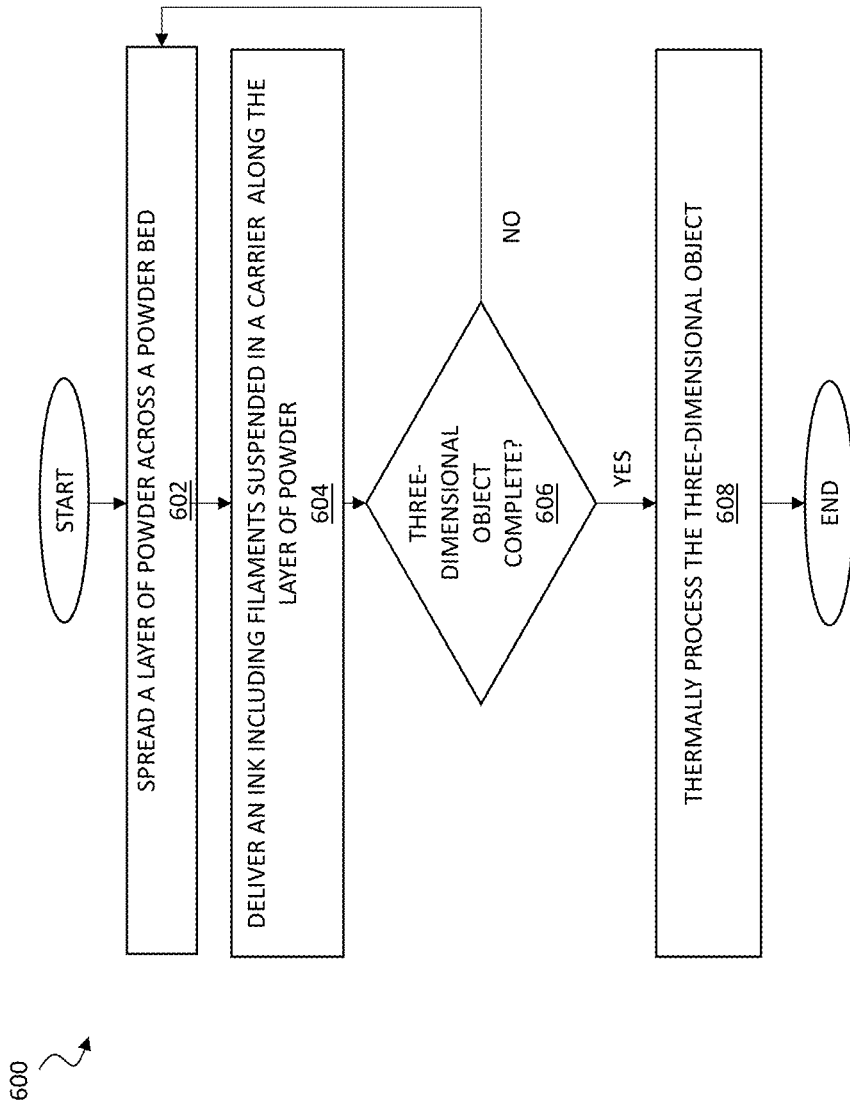 600
START
SPREAD A LAYER OF POWDER ACROSS A POWDER BED
602
DELIVER AN INK INCLUDING FILAMENTS SUSPENDED IN A CARRIER ALONG THE
LAYER OF POWDER
604
THREE-
DIMENSIONAL
OBJECT
COMPLETE?
606
NO
YES
THERMALLY PROCESS THE THREE-DIMENSIONAL OBJECT
608
END